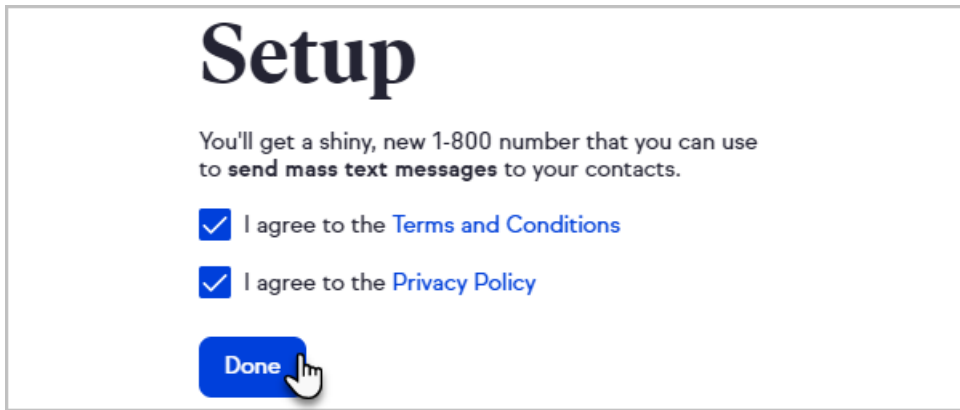 Setup
You'll get a shiny, new 1-800 number that you can use
to send mass text messages to your contacts.
I agree to the Terms and Conditions
I agree to the Privacy Policy
Done